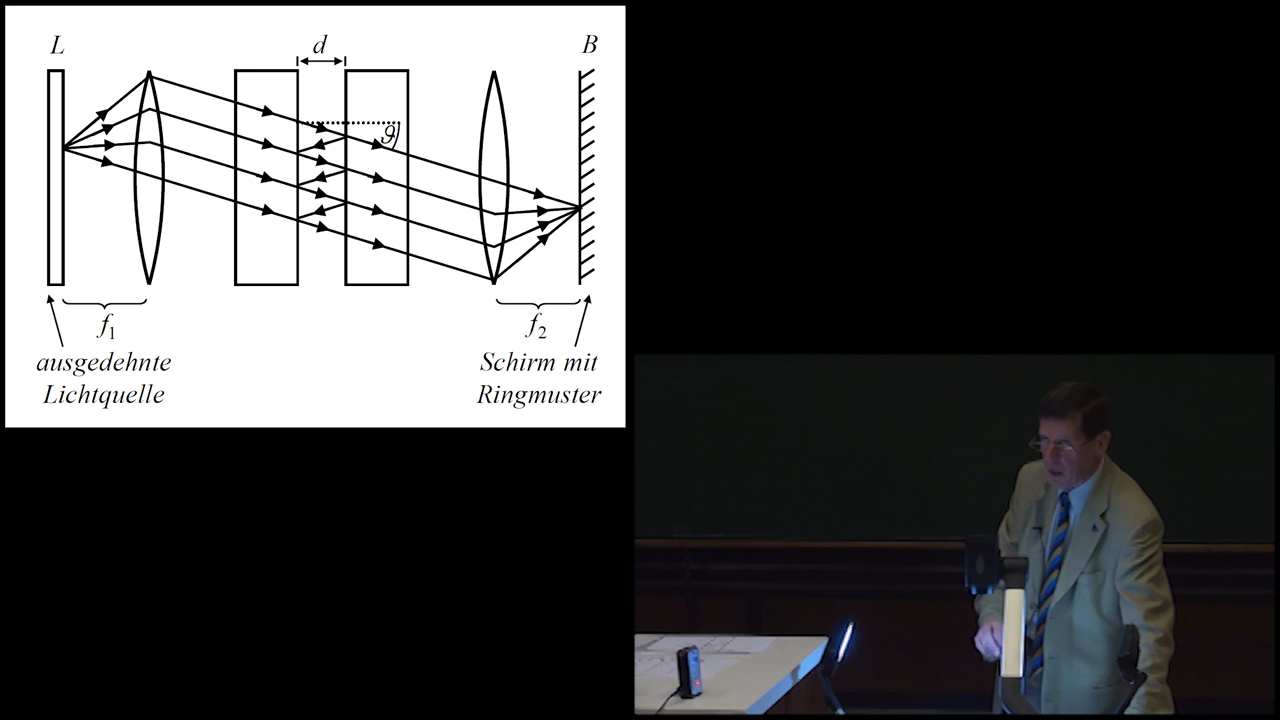 L
d
B
ϑ
f₁
f₂
ausgedehnte
Lichtquelle
Schirm mit
Ringmuster